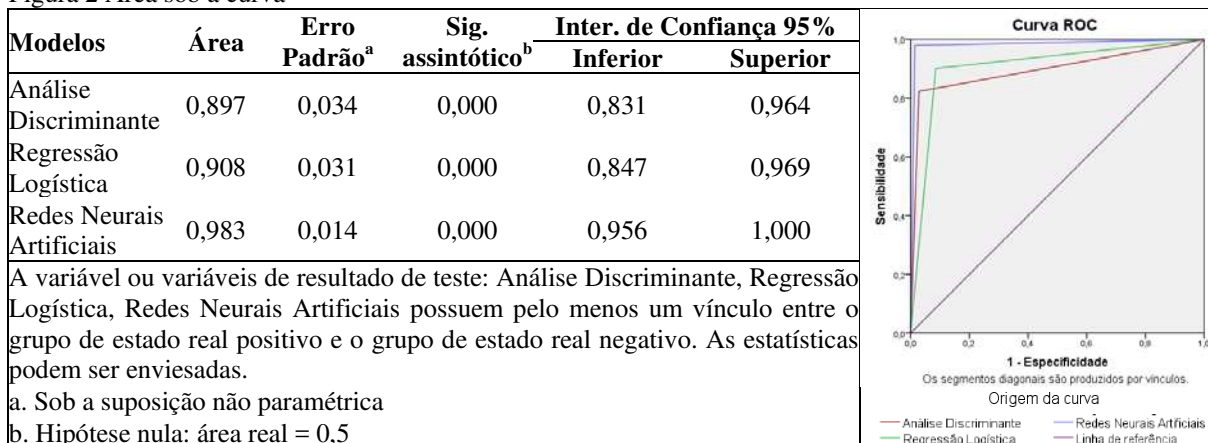 Figura 2 Área sob a curva
Modelos Área Erro Padrãoª Sig. assintóticoᵇ Inter. de Confiança 95%
Inferior Superior
Análise Discriminante 0,897 0,034 0,000 0,831 0,964
Regressão Logística 0,908 0,031 0,000 0,847 0,969
Redes Neurais Artificiais 0,983 0,014 0,000 0,956 1,000
A variável ou variáveis de resultado de teste: Análise Discriminante, Regressão
Logística, Redes Neurais Artificiais possuem pelo menos um vínculo entre o
grupo de estado real positivo e o grupo de estado real negativo. As estatísticas
podem ser enviesadas.
a. Sob a suposição não paramétrica
b. Hipótese nula: área real = 0,5
Curva ROC
Sensibilidade
1,0
0,8
0,6
0,4
0,2
0,0
0,0 0,2 0,4 0,6 0,8 1,0
1 - Especificidade
Os segmentos diagonais são produzidos por vínculos.
Origem da curva
Análise Discriminante Redes Neurais Artificiais
Regressão Logística Linha de referência